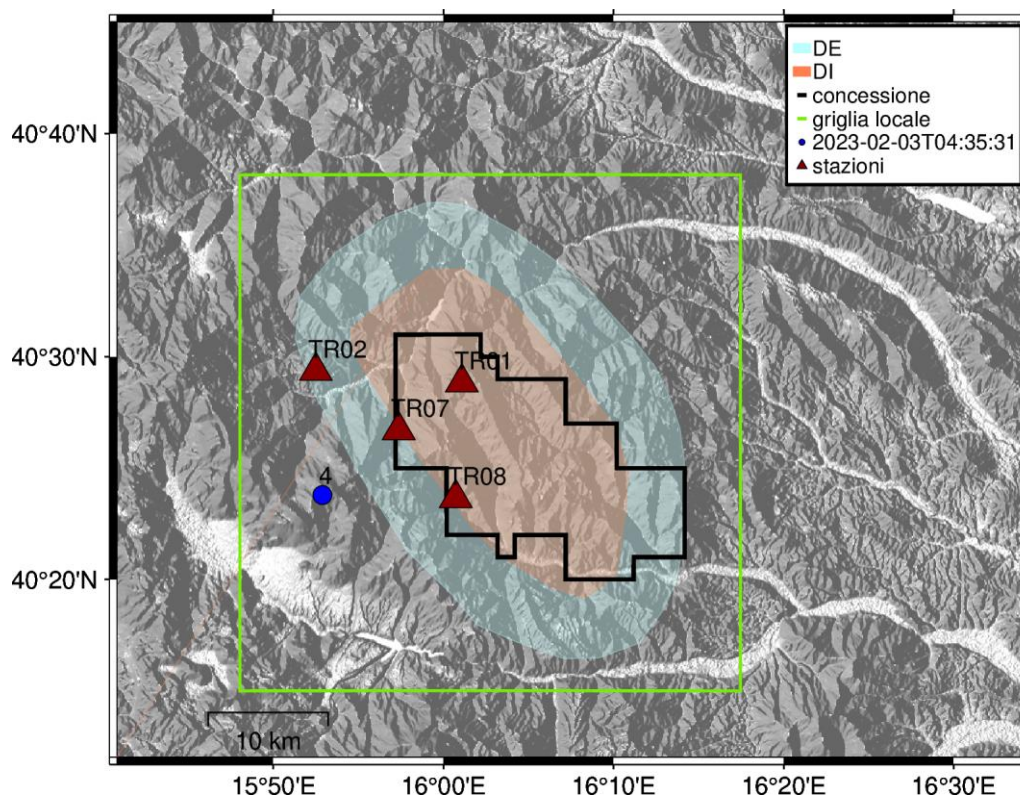 DE
DI
concessione
griglia locale
2023-02-03T04:35:31
stazioni
40°40'N
40°30'N
40°20'N
TR02
TR01
TR07
TR08
4
10 km
15°50'E
16°00'E
16°10'E
16°20'E
16°30'E